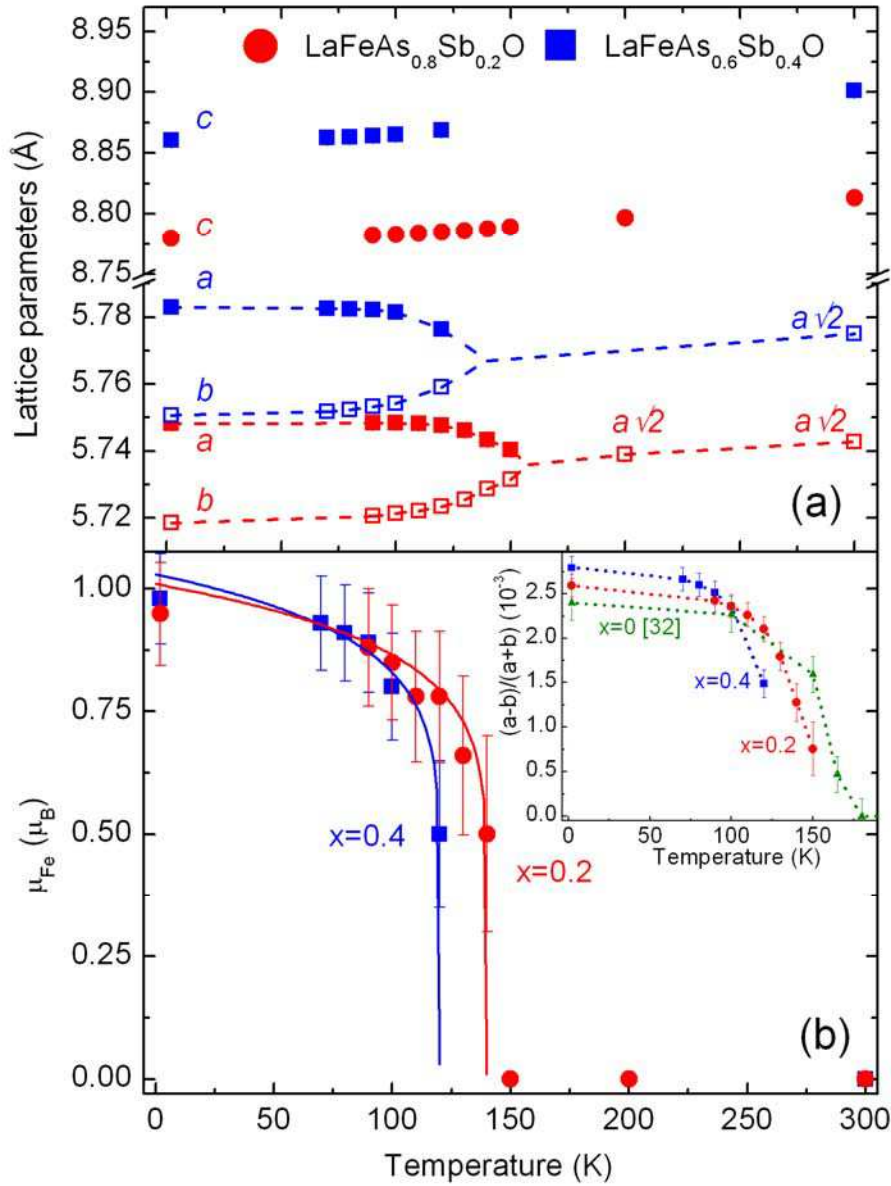 8.95
LaFeAs₀.₈Sb₀.₂O LaFeAs₀.₆Sb₀.₄O
8.90
c
8.85
8.80
c
8.75
a
5.78
a√2
5.76
b
a√2 a√2
5.74
a
b
5.72
(a)
Lattice parameters (Å)
1.00
0.75
0.50
0.25
0.00
μFe (μB)
x=0.4
x=0.2
(b)
2.5
2.0
1.5
1.0
0.5
0.0
(a-b)/(a+b) (10⁻³)
x=0 [32]
x=0.4
x=0.2
0 50 100 150
Temperature (K)
0 50 100 150 200 250 300
Temperature (K)